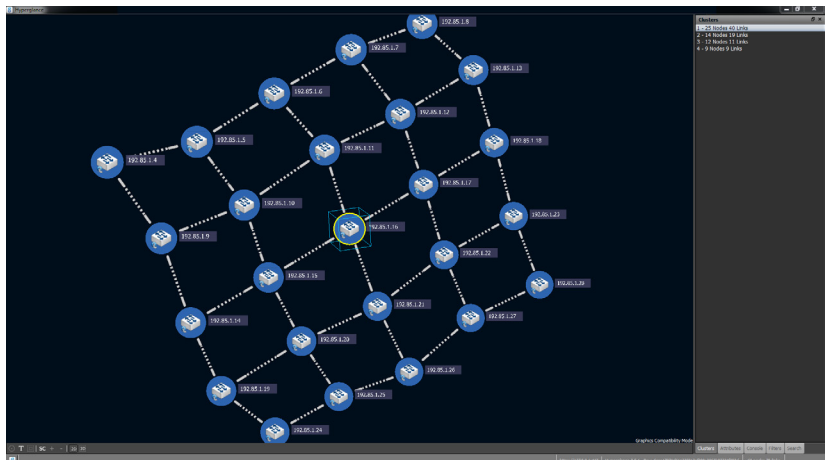 Hyperglance
192.85.1.8
192.85.1.7
192.85.1.13
192.85.1.6
192.85.1.12
192.85.1.5
192.85.1.11
192.85.1.18
192.85.1.4
192.85.1.17
192.85.1.10
192.85.1.23
192.85.1.16
192.85.1.9
192.85.1.22
192.85.1.15
192.85.1.21
192.85.1.27
192.85.1.14
192.85.1.20
192.85.1.26
192.85.1.19
192.85.1.25
192.85.1.24
Graphics Compatibility Mode
T
SC + -
Clusters
1 - 25 Nodes 40 Links
2 - 14 Nodes 19 Links
3 - 12 Nodes 11 Links
4 - 9 Nodes 9 Links
Clusters Attributes Console Filters Search